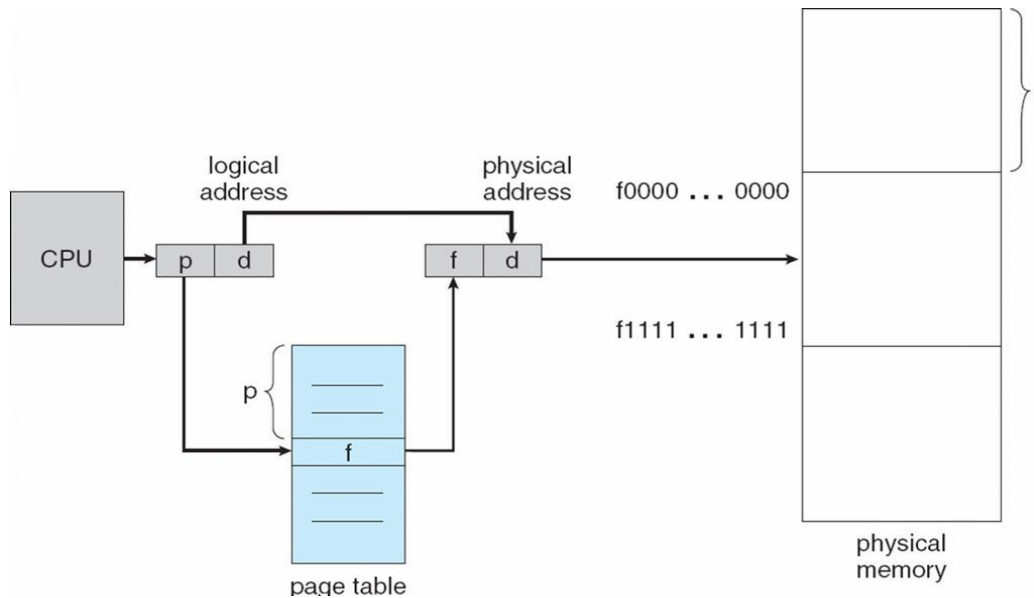 logical
address
physical
address
f0000 ... 0000
CPU
p
d
f
d
f1111 ... 1111
p
f
physical
memory
page table